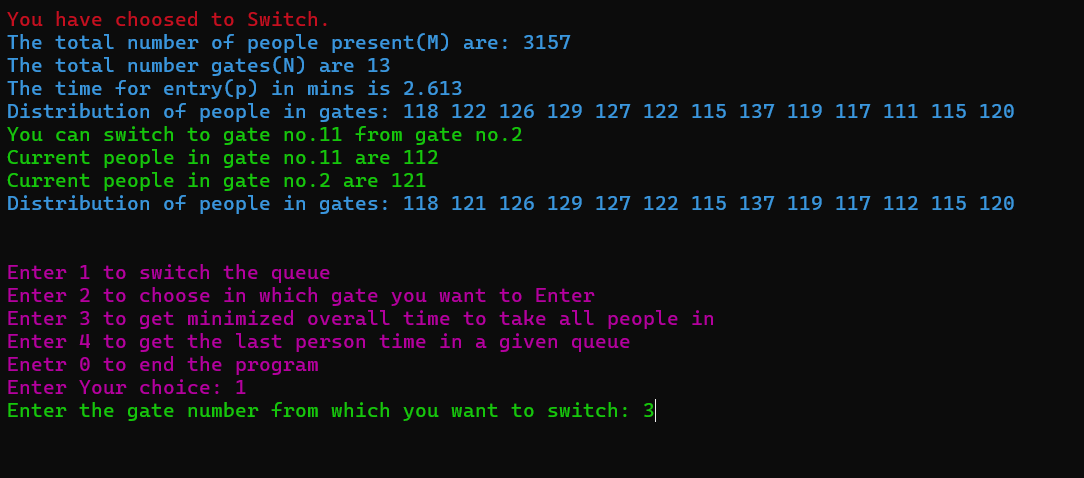 You have choosed to Switch.
The total number of people present(M) are: 3157
The total number gates(N) are 13
The time for entry(p) in mins is 2.613
Distribution of people in gates: 118 122 126 129 127 122 115 137 119 117 111 115 120
You can switch to gate no.11 from gate no.2
Current people in gate no.11 are 112
Current people in gate no.2 are 121
Distribution of people in gates: 118 121 126 129 127 122 115 137 119 117 112 115 120
Enter 1 to switch the queue
Enter 2 to choose in which gate you want to Enter
Enter 3 to get minimized overall time to take all people in
Enter 4 to get the last person time in a given queue
Enetr 0 to end the program
Enter Your choice: 1
Enter the gate number from which you want to switch: 3